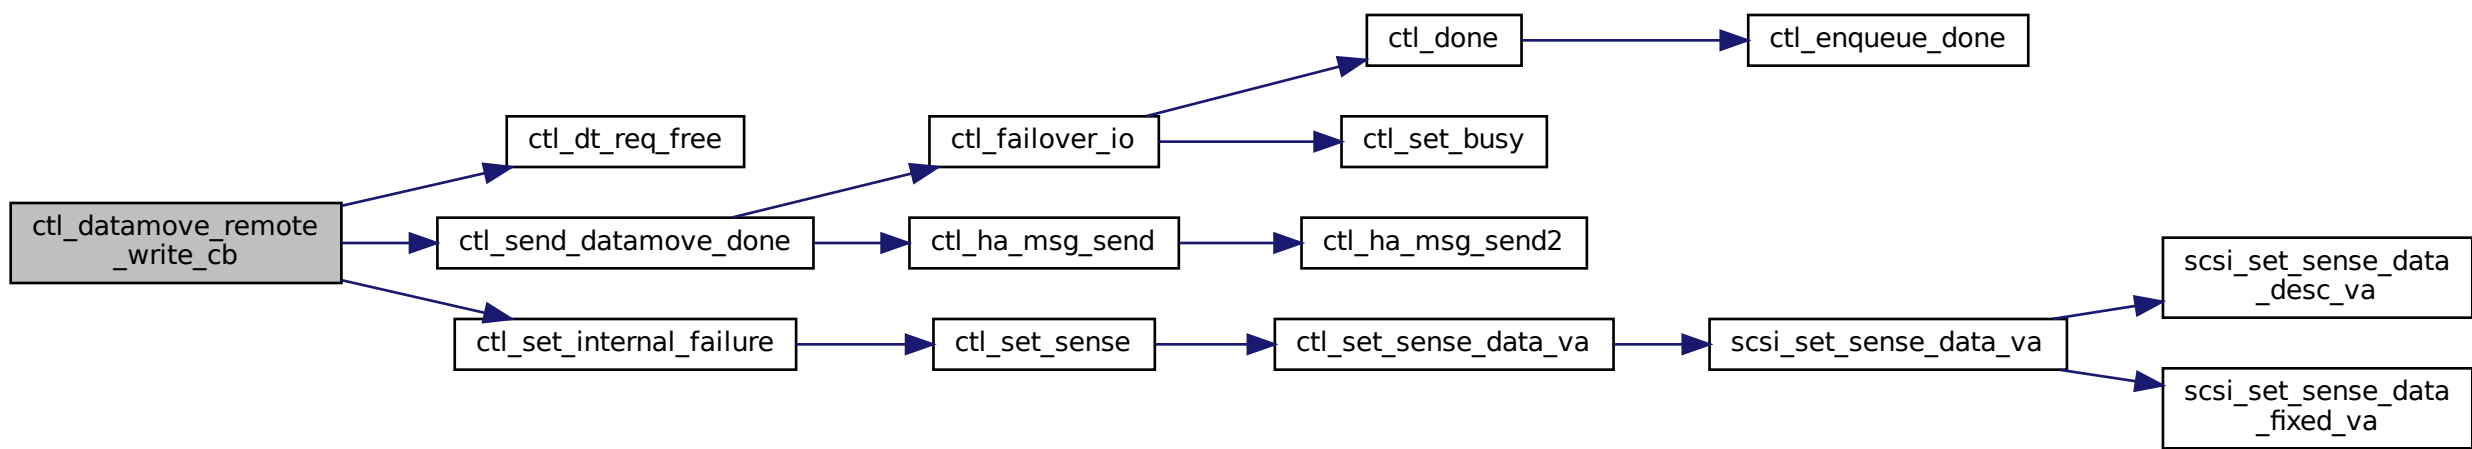 ctl_datamove_remote
_write_cb
ctl_dt_req_free
ctl_send_datamove_done
ctl_failover_io
ctl_done
ctl_enqueue_done
ctl_set_busy
ctl_ha_msg_send
ctl_ha_msg_send2
ctl_set_internal_failure
ctl_set_sense
ctl_set_sense_data_va
scsi_set_sense_data_va
scsi_set_sense_data
_desc_va
scsi_set_sense_data
_fixed_va